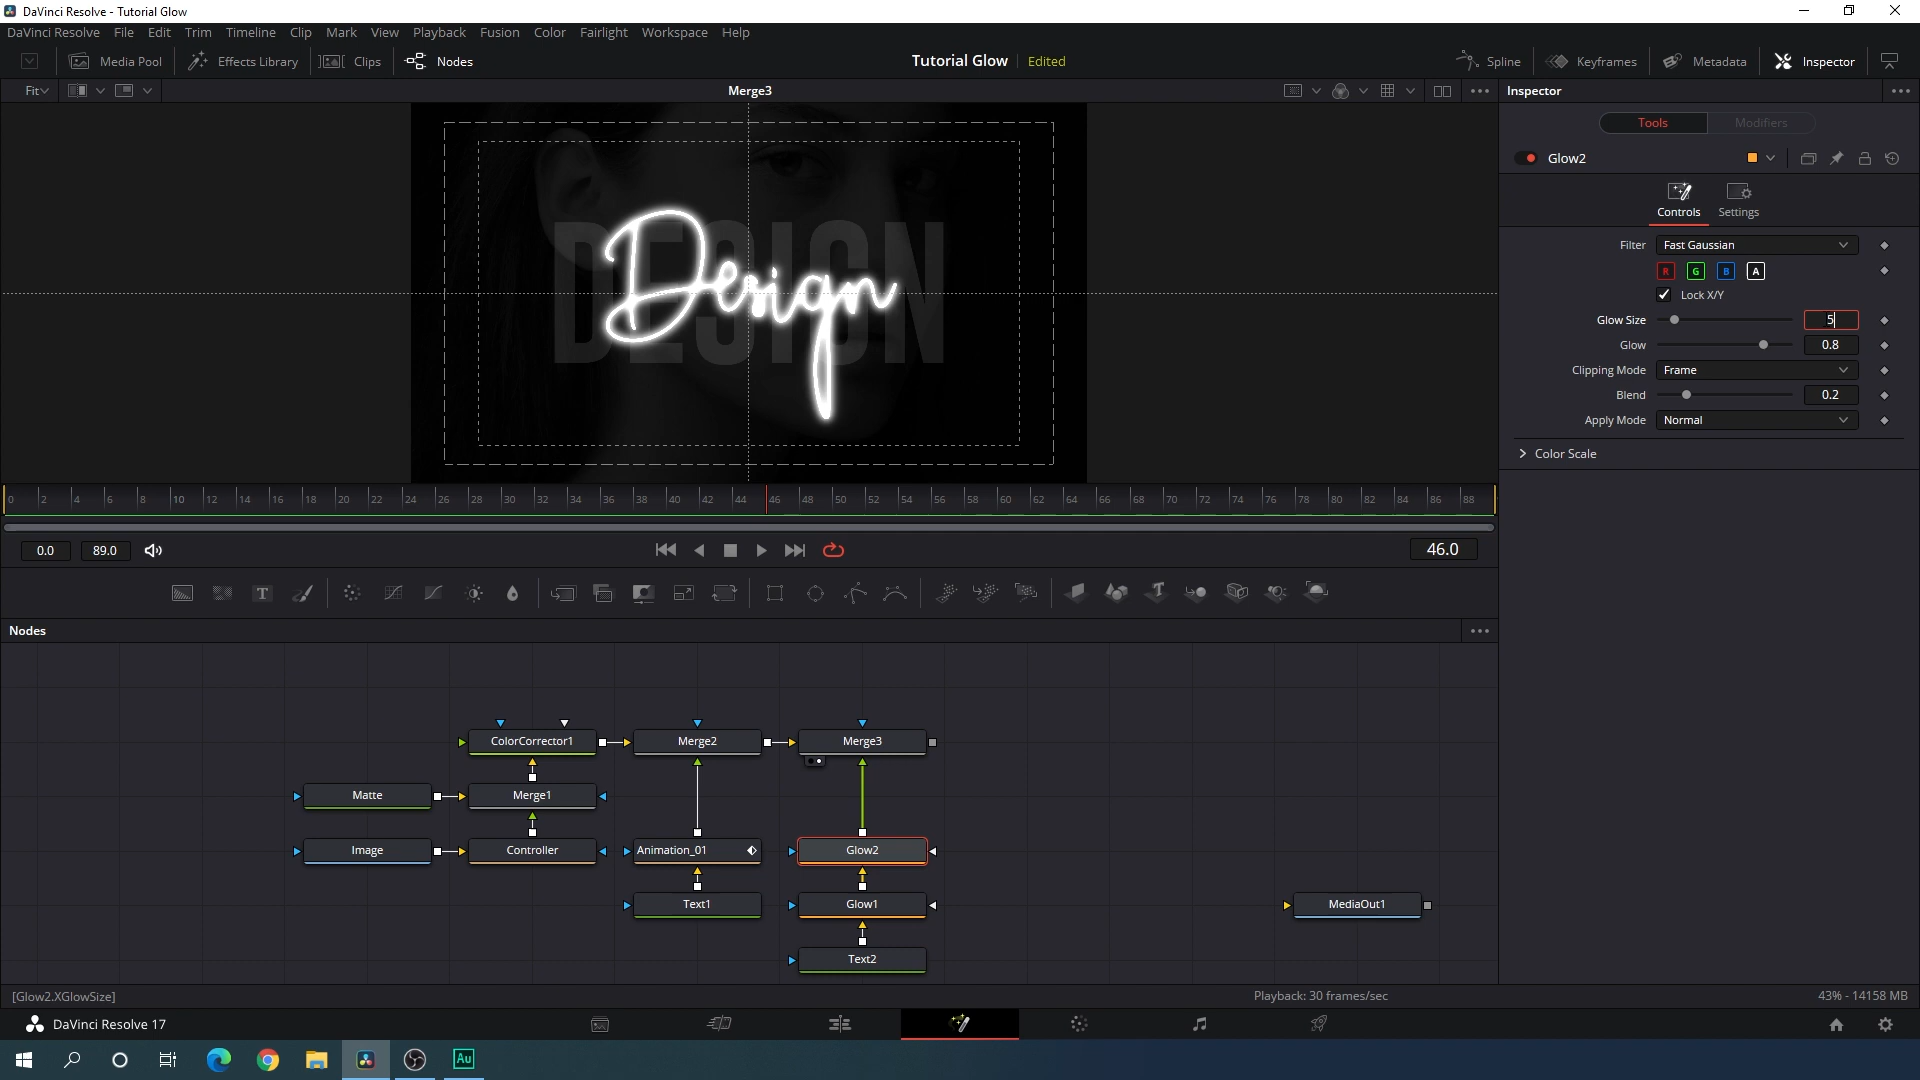 DaVinci Resolve - Tutorial Glow
DaVinci Resolve File Edit Trim Timeline Clip Mark View Playback Fusion Color Fairlight Workspace Help
Media Pool Effects Library Clips Nodes Tutorial Glow Edited Spline Keyframes Metadata Inspector
Fit Merge3 Inspector
Tools Modifiers
Glow2
Controls Settings
DESIGN
Design
Filter Fast Gaussian
R G B A
Lock X/Y
Glow Size 5
Glow 0.8
Clipping Mode Frame
Blend 0.2
Apply Mode Normal
Color Scale
0 2 4 6 8 10 12 14 16 18 20 22 24 26 28 30 32 34 36 38 40 42 44 46 48 50 52 54 56 58 60 62 64 66 68 70 72 74 76 78 80 82 84 86 88
0.0 89.0 46.0
T T
Nodes
ColorCorrector1 Merge2 Merge3
Matte Merge1
Image Controller Animation_01 Glow2
Text1 Glow1 MediaOut1
Text2
[Glow2.XGlowSize] Playback: 30 frames/sec 43% - 14158 MB
DaVinci Resolve 17
Au